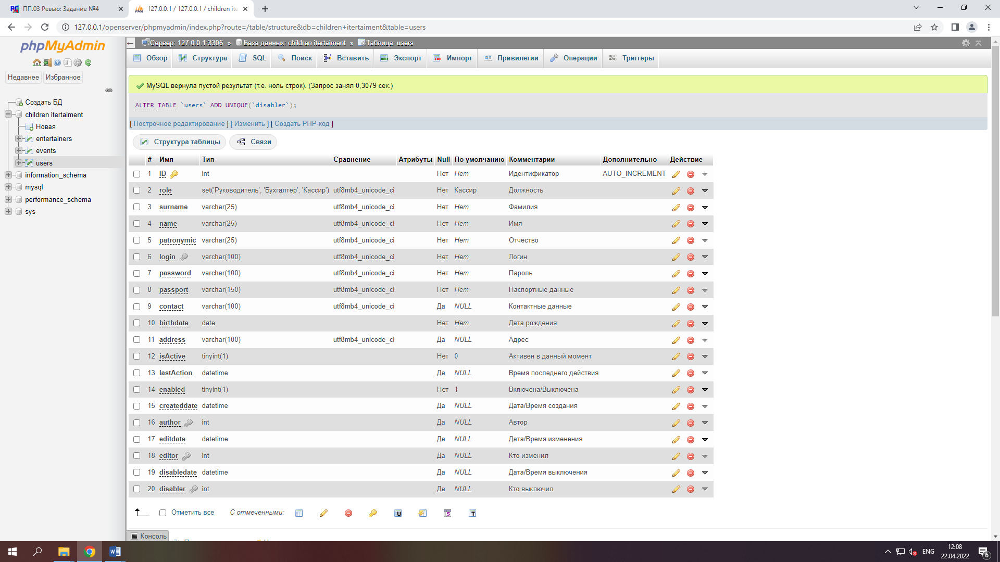 ПП.03 Ревью: Задание №4
127.0.0.1 / 127.0.0.1 / children ite
127.0.0.1/openserver/phpmyadmin/index.php?route=/table/structure&db=children+itertaiment&table=users
phpMyAdmin
Недавнее Избранное
Создать БД
children itertaiment
Новая
entertainers
events
users
information_schema
mysql
performance_schema
sys
Сервер: 127.0.0.1:3306 » База данных: children itertaiment » Таблица: users
Обзор Структура SQL Поиск Вставить Экспорт Импорт Привилегии Операции Триггеры
MySQL вернула пустой результат (т.е. ноль строк). (Запрос занял 0,3079 сек.)
ALTER TABLE `users` ADD UNIQUE(`disabler`);
[ Построчное редактирование ] [ Изменить ] [ Создать PHP-код ]
Структура таблицы Связи
# Имя Тип Сравнение Атрибуты Null По умолчанию Комментарии Дополнительно Действие
1 ID int Нет Нет Идентификатор AUTO_INCREMENT
2 role set('Руководитель', 'Бухгалтер', 'Кассир') utf8mb4_unicode_ci Нет Кассир Должность
3 surname varchar(25) utf8mb4_unicode_ci Нет Нет Фамилия
4 name varchar(25) utf8mb4_unicode_ci Нет Нет Имя
5 patronymic varchar(25) utf8mb4_unicode_ci Нет Нет Отчество
6 login varchar(100) utf8mb4_unicode_ci Нет Нет Логин
7 password varchar(100) utf8mb4_unicode_ci Нет Нет Пароль
8 passport varchar(150) utf8mb4_unicode_ci Нет Нет Паспортные данные
9 contact varchar(100) utf8mb4_unicode_ci Да NULL Контактные данные
10 birthdate date Нет Нет Дата рождения
11 address varchar(100) utf8mb4_unicode_ci Да NULL Адрес
12 isActive tinyint(1) Нет 0 Активен в данный момент
13 lastAction datetime Да NULL Время последнего действия
14 enabled tinyint(1) Нет 1 Включена/Выключена
15 createddate datetime Да NULL Дата/Время создания
16 author int Да NULL Автор
17 editdate datetime Да NULL Дата/Время изменения
18 editor int Да NULL Кто изменил
19 disabledate datetime Да NULL Дата/Время выключения
20 disabler int Да NULL Кто выключил
Отметить все С отмеченными:
Консоль
ENG
12:08
22.04.2022
6